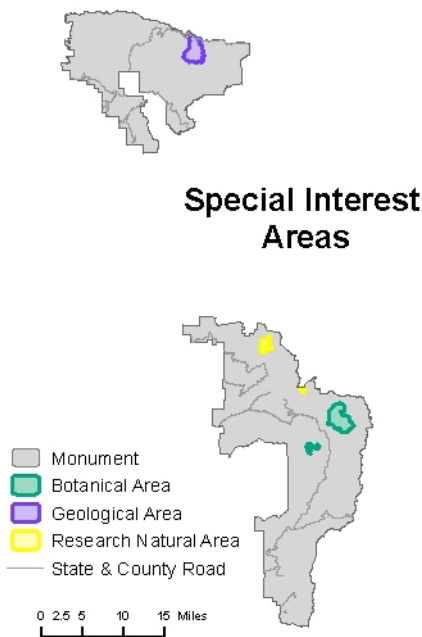 Special Interest
Areas
Monument
Botanical Area
Geological Area
Research Natural Area
State & County Road
0 2.5 5 10 15 Miles